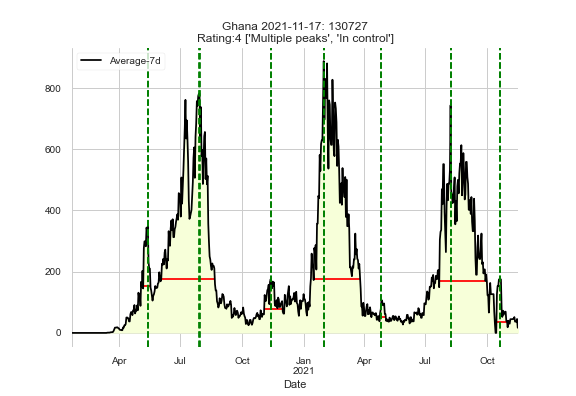 Ghana 2021-11-17: 130727
Rating:4 ['Multiple peaks', 'In control']
Average-7d
800
600
400
200
0
Apr Jul Oct Jan Apr Jul Oct
2021
Date